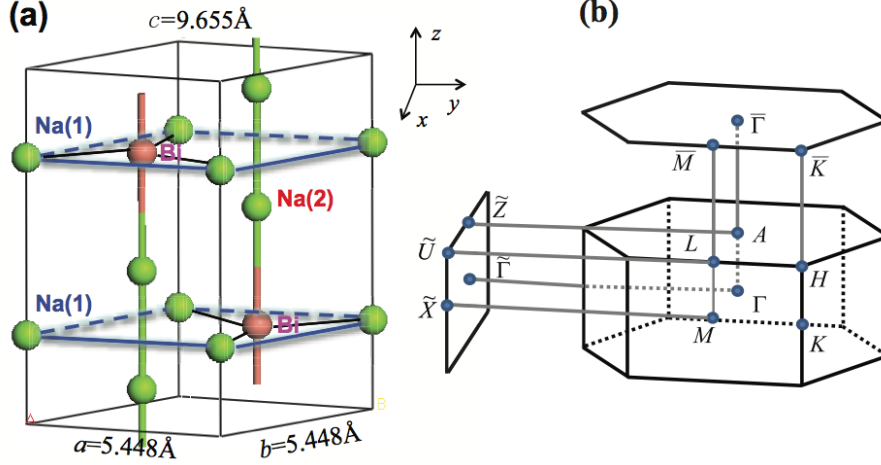 (a)
c=9.655Å
Na(1)
Bi
Na(2)
Na(1)
Bi
A
B
a=5.448Å
b=5.448Å
z
y
x
(b)
Γ̅
M̅
K̅
Z̃
Ũ
Γ̃
X̃
L
A
H
Γ
M
K